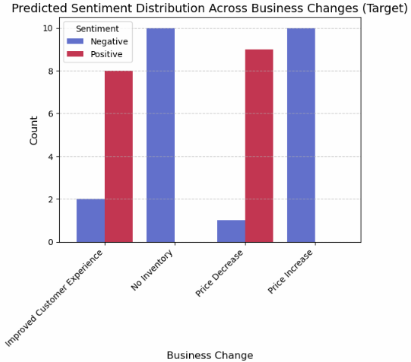 Predicted Sentiment Distribution Across Business Changes (Target)
Sentiment
Negative
Positive
10
8
6
4
2
0
Count
Improved Customer Experience
No Inventory
Price Decrease
Price Increase
Business Change